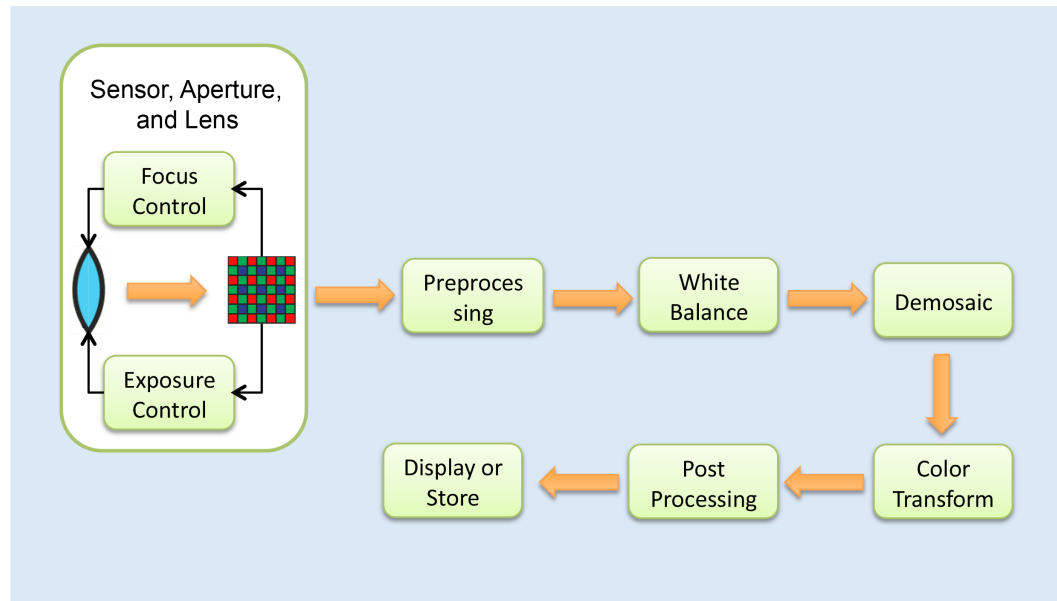 Sensor, Aperture,
and Lens
Focus
Control
Exposure
Control
Preproces
sing
White
Balance
Demosaic
Color
Transform
Post
Processing
Display or
Store